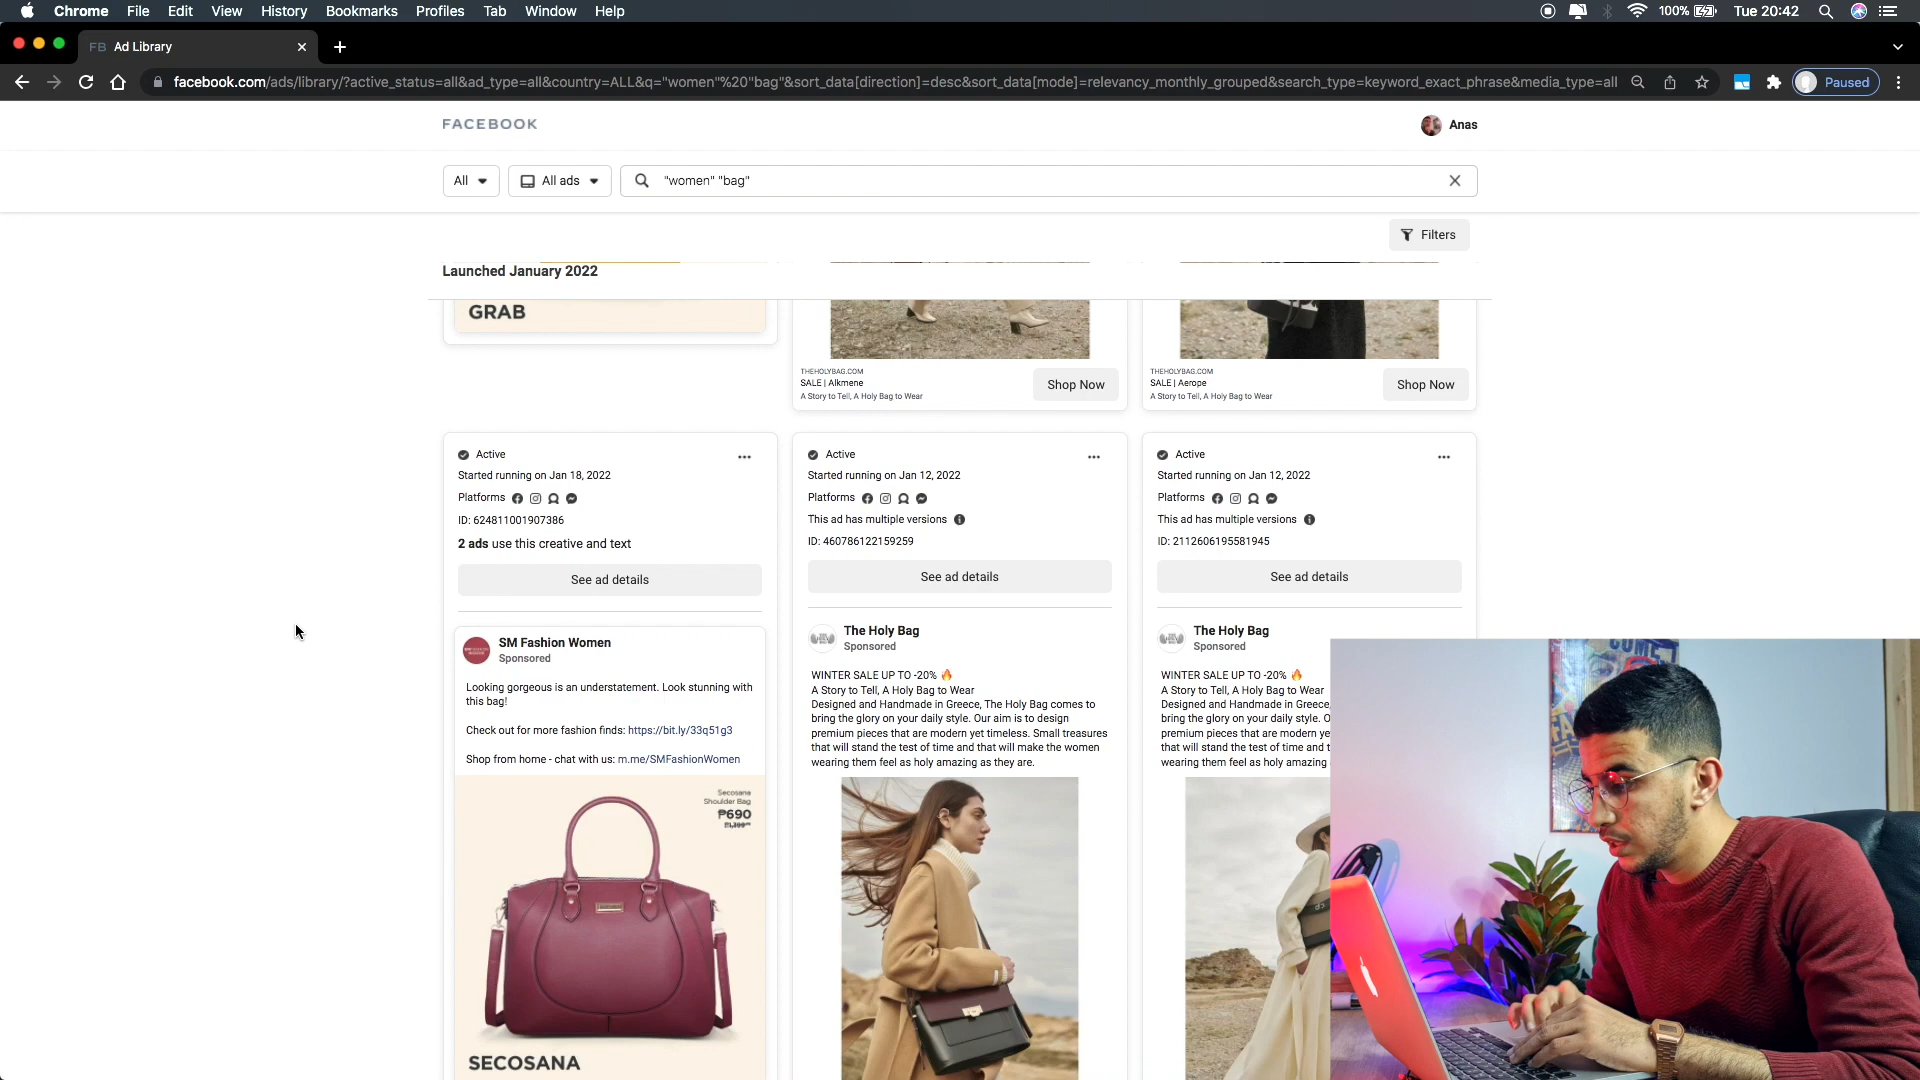 Chrome File Edit View History Bookmarks Profiles Tab Window Help 100% Tue 20:42
FB Ad Library
facebook.com/ads/library/?active_status=all&ad_type=all&country=ALL&q="women"%20"bag"&sort_data[direction]=desc&sort_data[mode]=relevancy_monthly_grouped&search_type=keyword_exact_phrase&media_type=all Paused
FACEBOOK Anas
All All ads "women" "bag"
Filters
Launched January 2022
GRAB
THEHOLYBAG.COM
SALE | Alkmene
A Story to Tell, A Holy Bag to Wear
Shop Now
THEHOLYBAG.COM
SALE | Aerope
A Story to Tell, A Holy Bag to Wear
Shop Now
Active
Started running on Jan 18, 2022
Platforms
ID: 624811001907386
2 ads use this creative and text
See ad details
SM Fashion Women
Sponsored
Looking gorgeous is an understatement. Look stunning with
this bag!
Check out for more fashion finds: https://bit.ly/33q51g3
Shop from home - chat with us: m.me/SMFashionWomen
Secosana
Shoulder Bag
₱690
SECOSANA
Active
Started running on Jan 12, 2022
Platforms
This ad has multiple versions
ID: 460786122159259
See ad details
The Holy Bag
Sponsored
WINTER SALE UP TO -20% 🔥
A Story to Tell, A Holy Bag to Wear
Designed and Handmade in Greece, The Holy Bag comes to
bring the glory on your daily style. Our aim is to design
premium pieces that are modern yet timeless. Small treasures
that will stand the test of time and that will make the women
wearing them feel as holy amazing as they are.
Active
Started running on Jan 12, 2022
Platforms
This ad has multiple versions
ID: 2112606195581945
See ad details
The Holy Bag
Sponsored
WINTER SALE UP TO -20% 🔥
A Story to Tell, A Holy Bag to Wear
Designed and Handmade in Greece,
bring the glory on your daily style. O
premium pieces that are modern ye
that will stand the test of time and t
wearing them feel as holy amazing